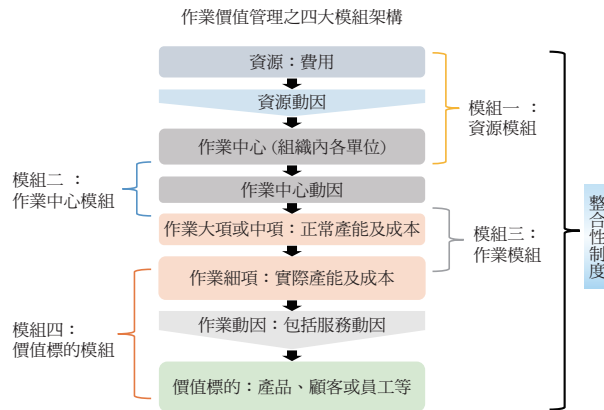 作業價值管理之四大模組架構
資源：費用
資源動因
作業中心 (組織內各單位)
作業中心動因
作業大項或中項：正常產能及成本
作業細項：實際產能及成本
作業動因：包括服務動因
價值標的：產品、顧客或員工等
模組一：
資源模組
模組二 ：
作業中心模組
模組三：
作業模組
模組四：
價值標的模組
整合性制度